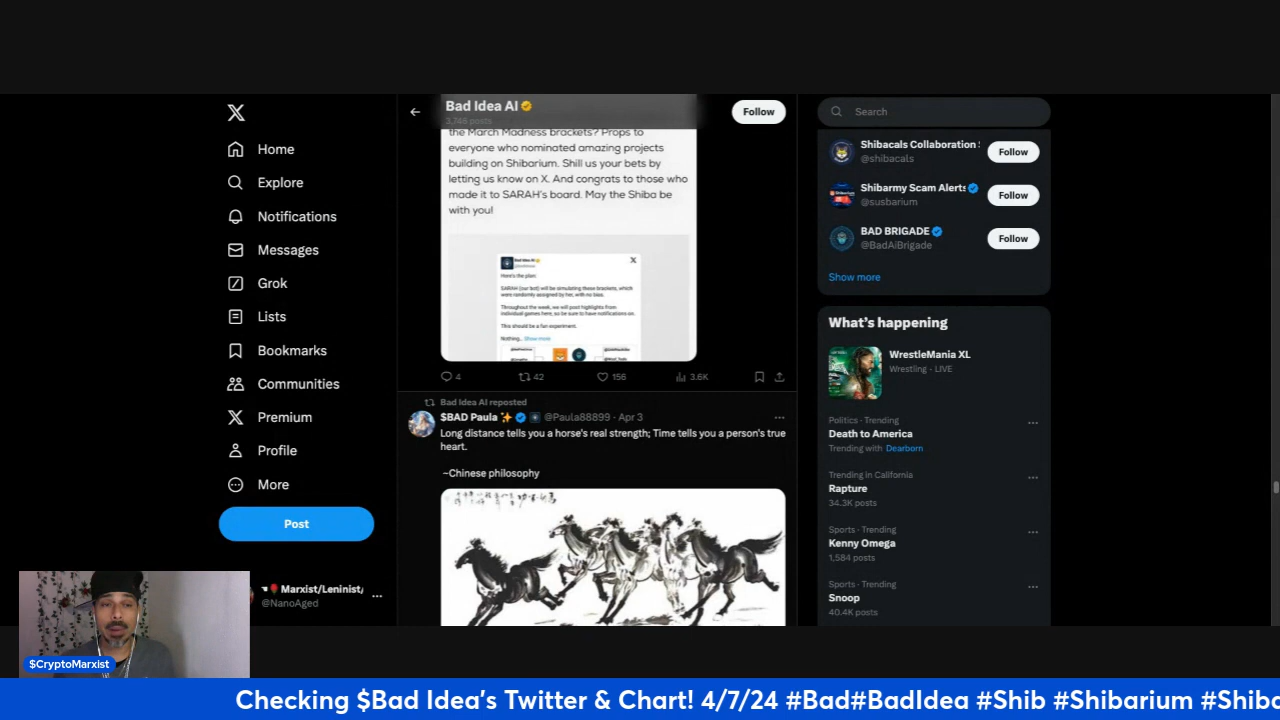 Home
Explore
Notifications
Messages
Grok
Lists
Bookmarks
Communities
Premium
Profile
More
Post
Marxist/Leninist/
@NanoAged
$CryptoMarxist
Bad Idea AI
3,746 posts
Follow
the March Madness brackets? Props to
everyone who nominated amazing projects
building on Shibarium. Shill us your bets by
letting us know on X. And congrats to those who
made it to SARAH's board. May the Shiba be
with you!
Bad Idea AI
Here's the plan:
SARAH (our bot) will be simulating these brackets, which
were randomly assigned by her, with no bias.
Throughout the week, we will post highlights from
individual games here, so be sure to have notifications on.
This should be a fun experiment.
Nothing... Show more
4
42
156
3.6K
Bad Idea AI reposted
$BAD Paula @Paula88899 · Apr 3
Long distance tells you a horse's real strength; Time tells you a person's true
heart.
~Chinese philosophy
Search
Shibacals Collaboration
@shibacals
Follow
Shibarmy Scam Alerts
@susbarium
Follow
BAD BRIGADE
@BadAiBrigade
Follow
Show more
What's happening
WrestleMania XL
Wrestling · LIVE
Politics · Trending
Death to America
Trending with Dearborn
Trending in California
Rapture
34.3K posts
Sports · Trending
Kenny Omega
1,584 posts
Sports · Trending
Snoop
40.4K posts
Checking $Bad Idea's Twitter & Chart! 4/7/24 #Bad#BadIdea #Shib #Shibarium #Shib